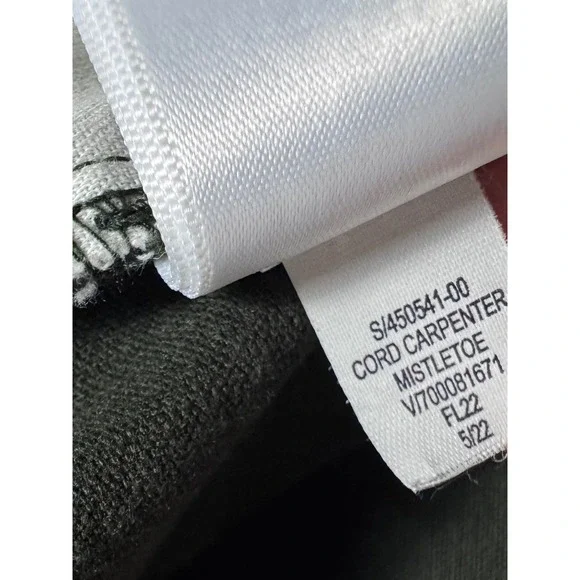 S/450541-00
CORD CARPENTER
MISTLETOE
V/700081671
FL22
5/22